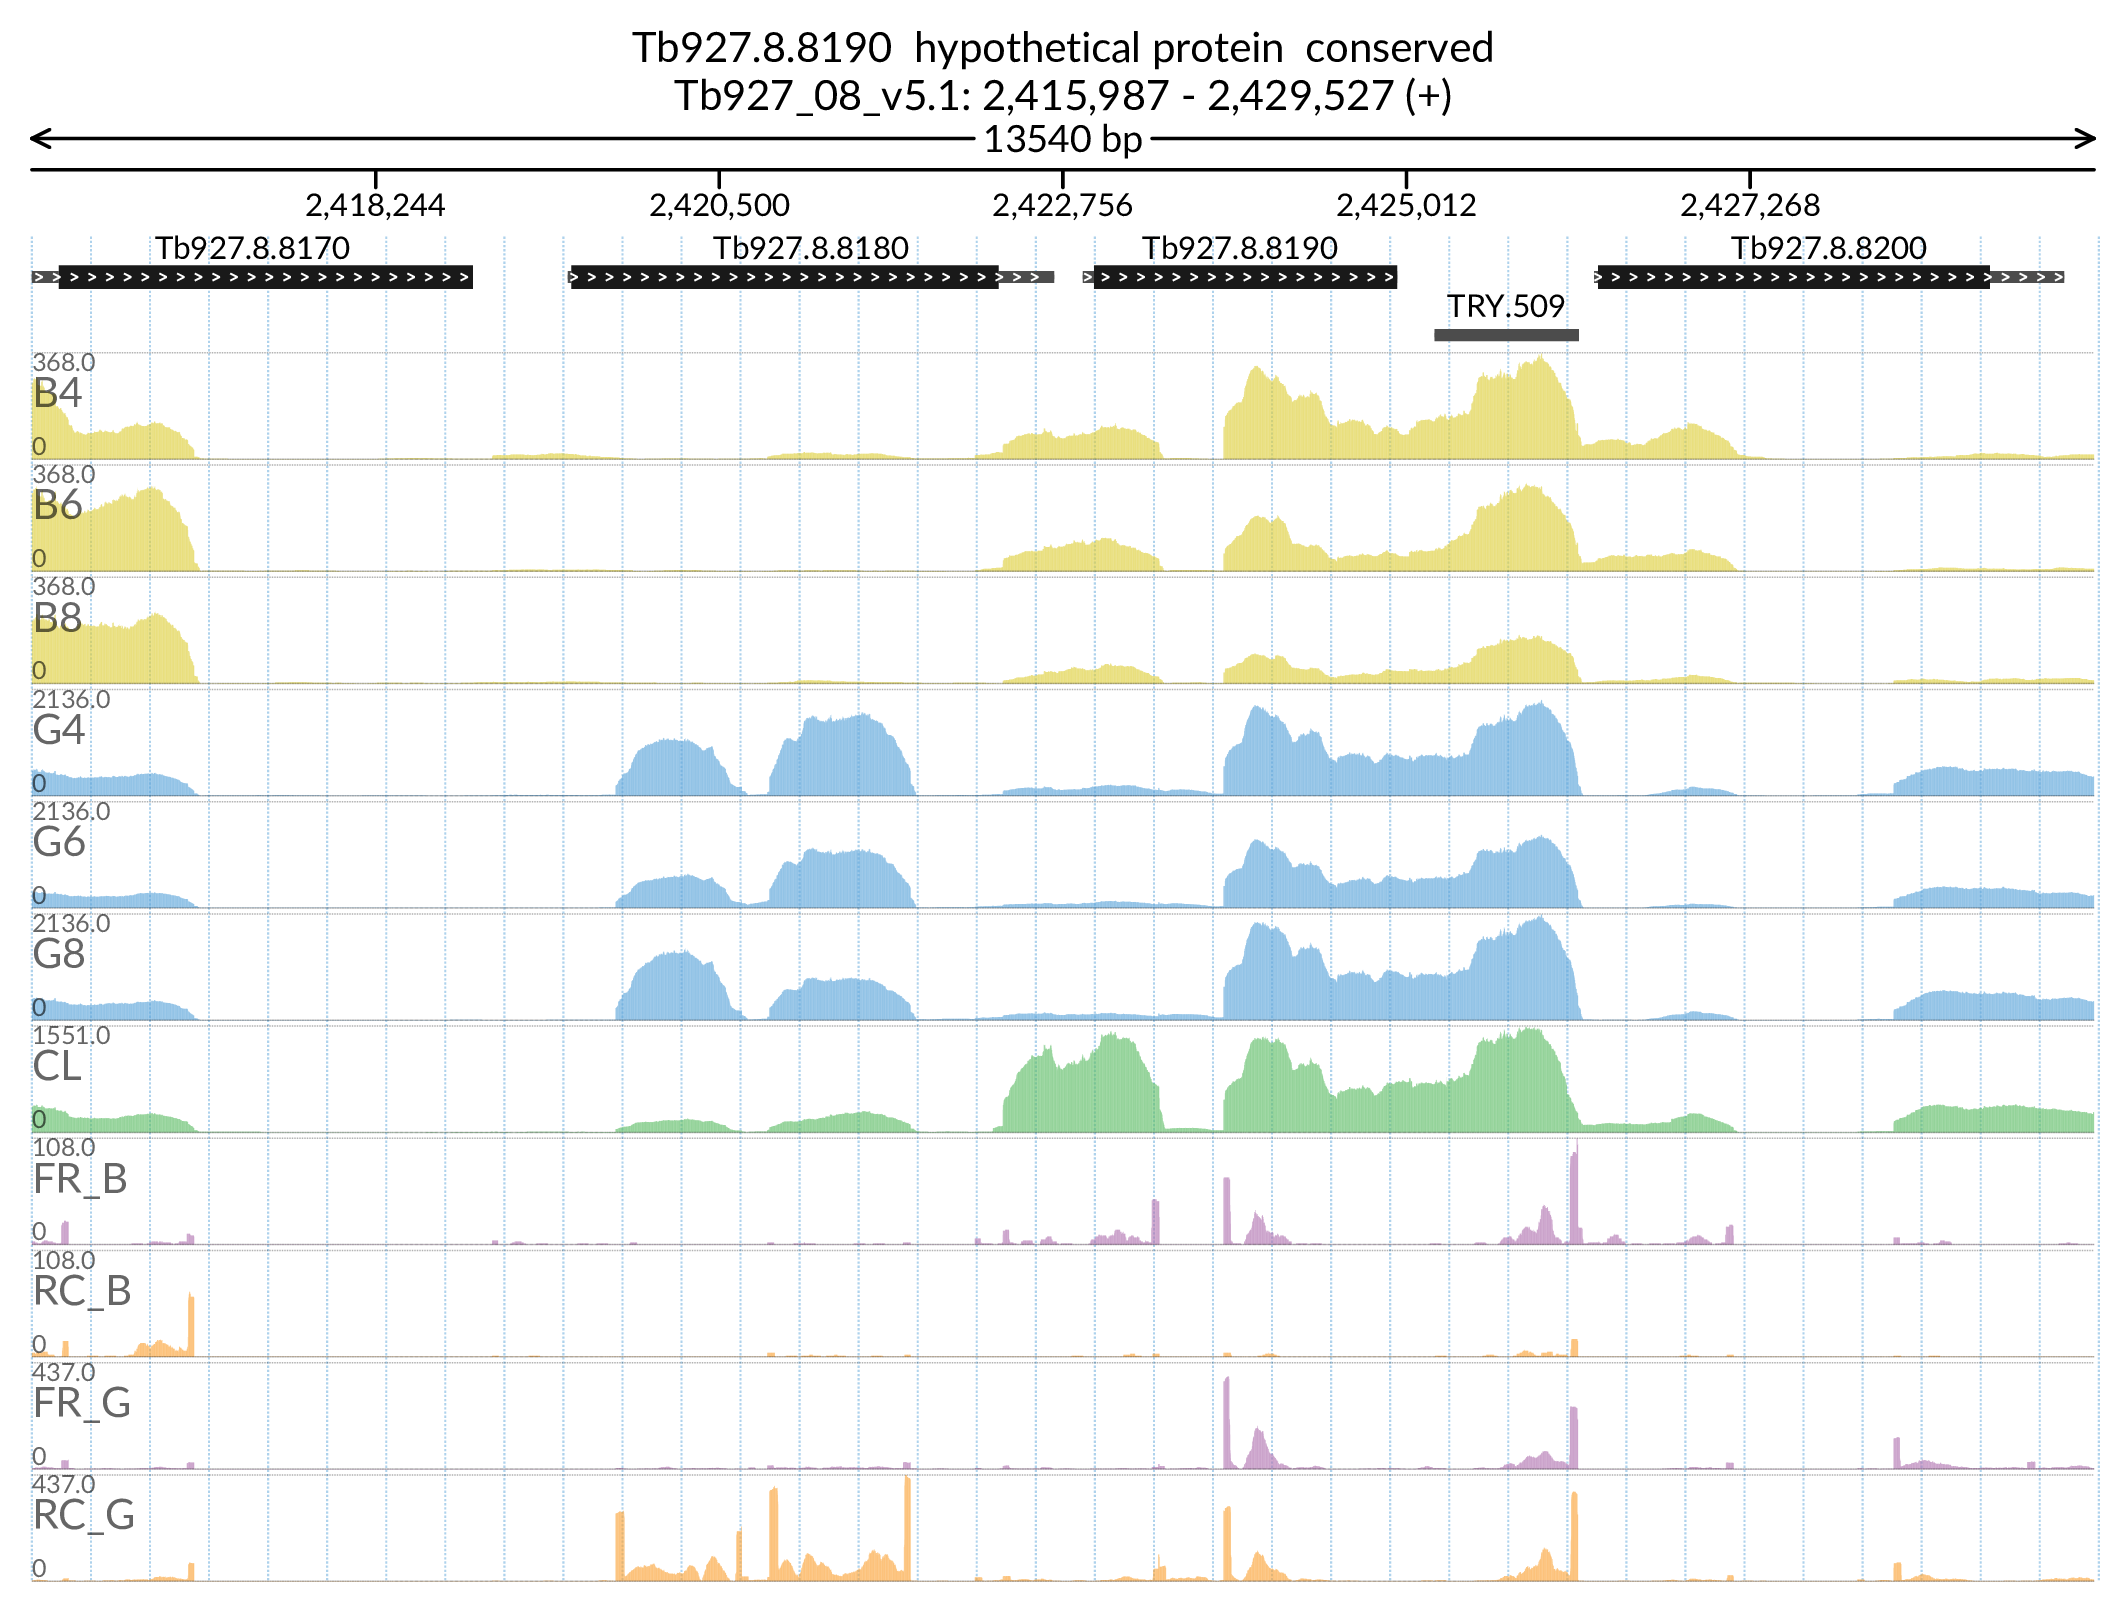 Tb927.8.8190  hypothetical protein  conserved
Tb927_08_v5.1: 2,415,987 - 2,429,527 (+)
13540 bp
2,418,244 2,420,500 2,422,756 2,425,012 2,427,268
Tb927.8.8170 Tb927.8.8180 Tb927.8.8190 Tb927.8.8200
TRY.509
368.0
B4
0
368.0
B6
0
368.0
B8
0
2136.0
G4
0
2136.0
G6
0
2136.0
G8
0
1551.0
CL
0
108.0
FR_B
0
108.0
RC_B
0
437.0
FR_G
0
437.0
RC_G
0